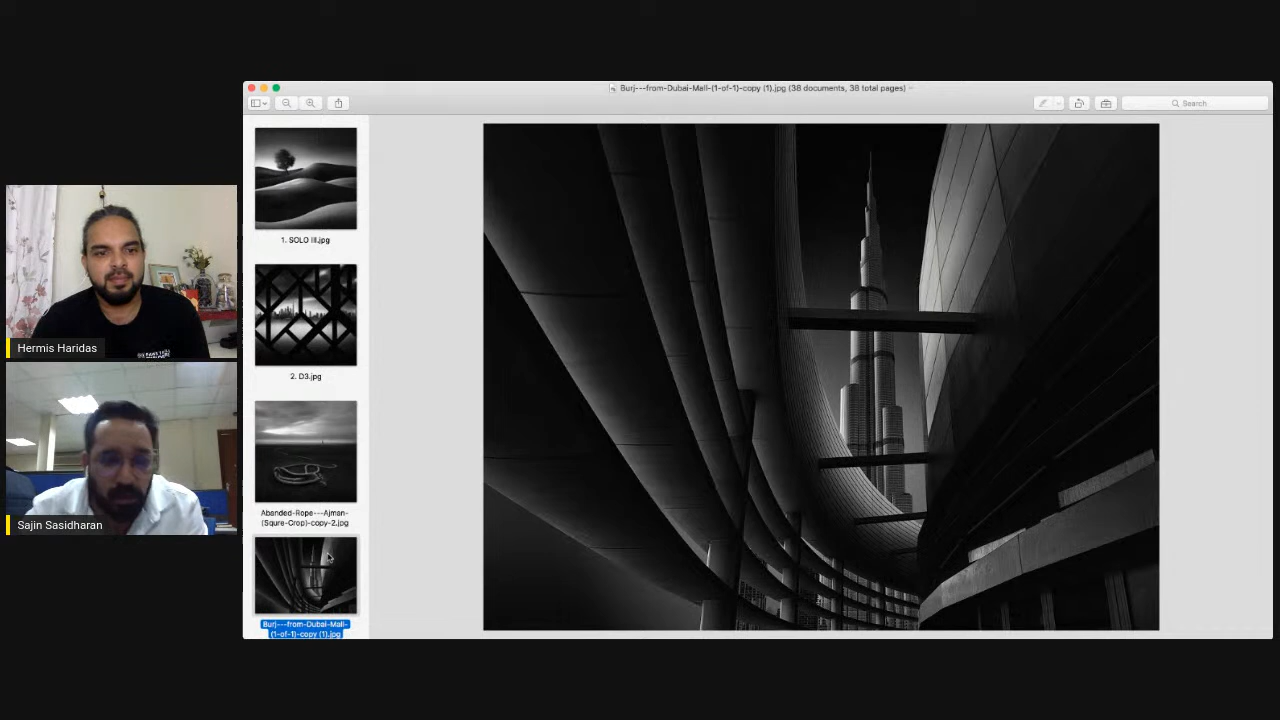 Burj---from-Dubai-Mall-(1-of-1)-copy (1).jpg (38 documents, 38 total pages)
Search
1. SOLO III.jpg
2. D3.jpg
Abanded-Rope---Ajman-
(Squre-Crop)-copy-2.jpg
Burj---from-Dubai-Mall-
(1-of-1)-copy (1).jpg
Hermis Haridas
Sajin Sasidharan